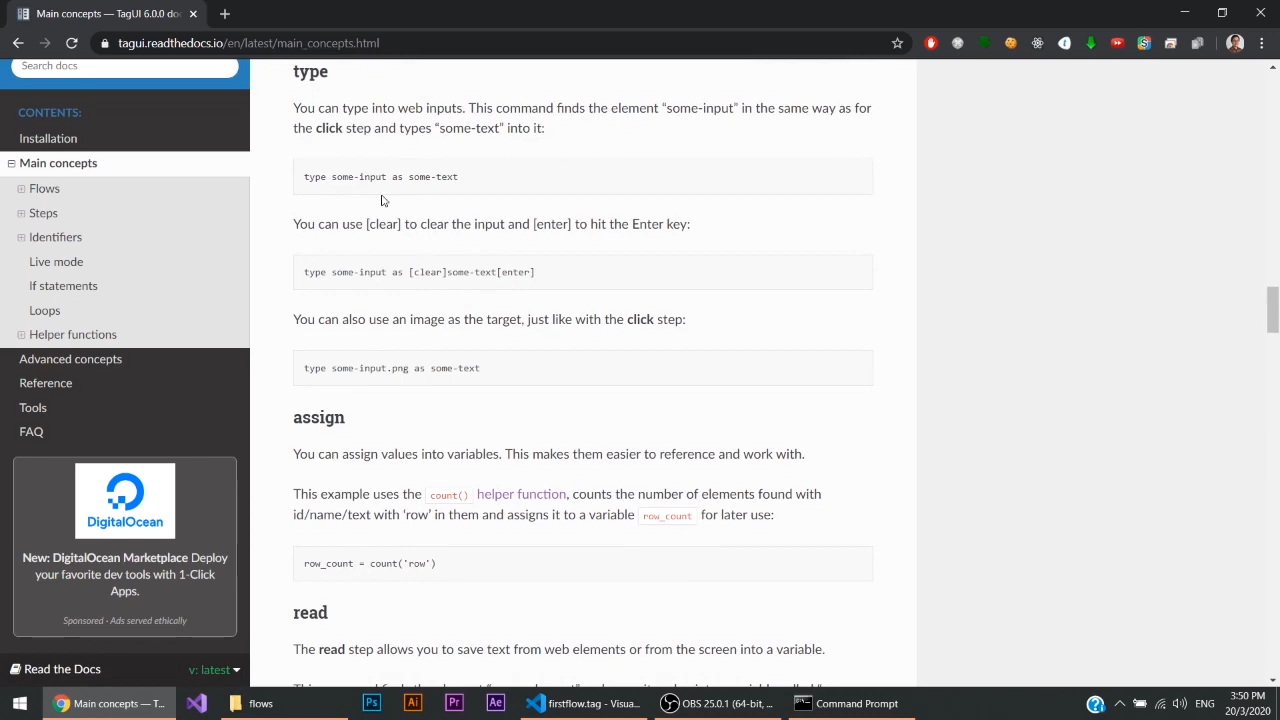 Main concepts — TagUI 6.0.0 do
tagui.readthedocs.io/en/latest/main_concepts.html
Search docs
CONTENTS:
Installation
Main concepts
Flows
Steps
Identifiers
Live mode
If statements
Loops
Helper functions
Advanced concepts
Reference
Tools
FAQ
DigitalOcean
New: DigitalOcean Marketplace Deploy
your favorite dev tools with 1-Click
Apps.
Sponsored · Ads served ethically
Read the Docs
v: latest
type
You can type into web inputs. This command finds the element “some-input” in the same way as for
the click step and types “some-text” into it:
type some-input as some-text
You can use [clear] to clear the input and [enter] to hit the Enter key:
type some-input as [clear]some-text[enter]
You can also use an image as the target, just like with the click step:
type some-input.png as some-text
assign
You can assign values into variables. This makes them easier to reference and work with.
This example uses the count() helper function, counts the number of elements found with
id/name/text with ‘row’ in them and assigns it to a variable row_count for later use:
row_count = count('row')
read
The read step allows you to save text from web elements or from the screen into a variable.
Main concepts — T...
flows
Ps
Ai
Pr
Ae
firstflow.tag - Visua...
OBS 25.0.1 (64-bit, ...
Command Prompt
ENG
3:50 PM
20/3/2020